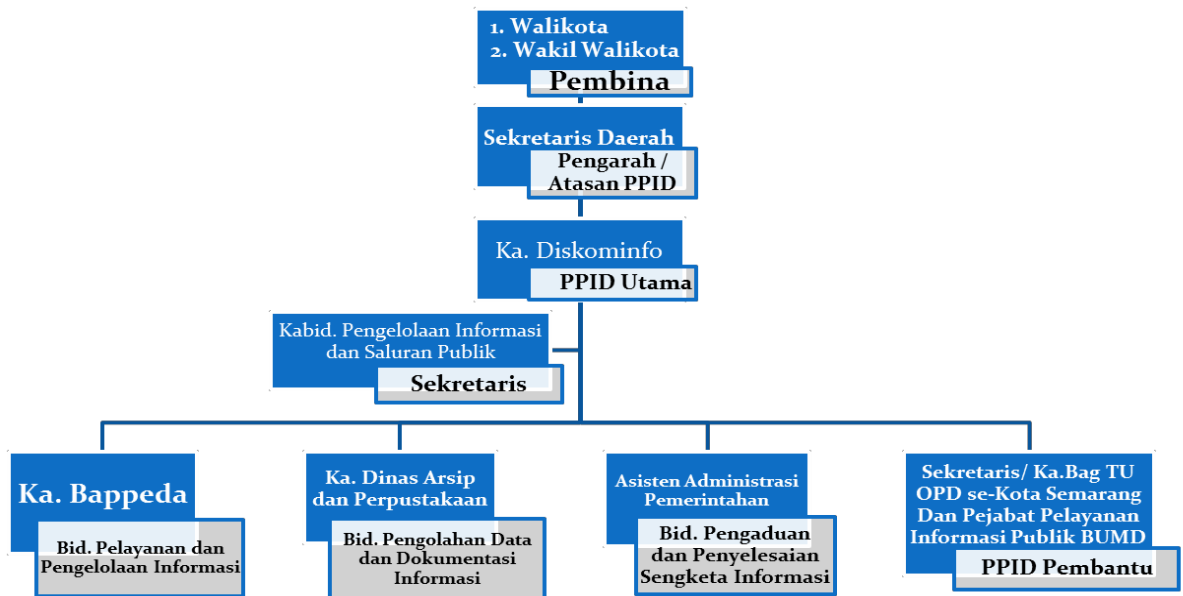 1. Walikota
2. Wakil Walikota
Pembina
Sekretaris Daerah
Pengarah /
Atasan PPID
Ka. Diskominfo
PPID Utama
Kabid. Pengelolaan Informasi
dan Saluran Publik
Sekretaris
Ka. Bappeda
Bid. Pelayanan dan
Pengelolaan Informasi
Ka. Dinas Arsip
dan Perpustakaan
Bid. Pengolahan Data
dan Dokumentasi
Informasi
Asisten Administrasi
Pemerintahan
Bid. Pengaduan
dan Penyelesaian
Sengketa Informasi
Sekretaris/ Ka.Bag TU
OPD se-Kota Semarang
Dan Pejabat Pelayanan
Informasi Publik BUMD
PPID Pembantu